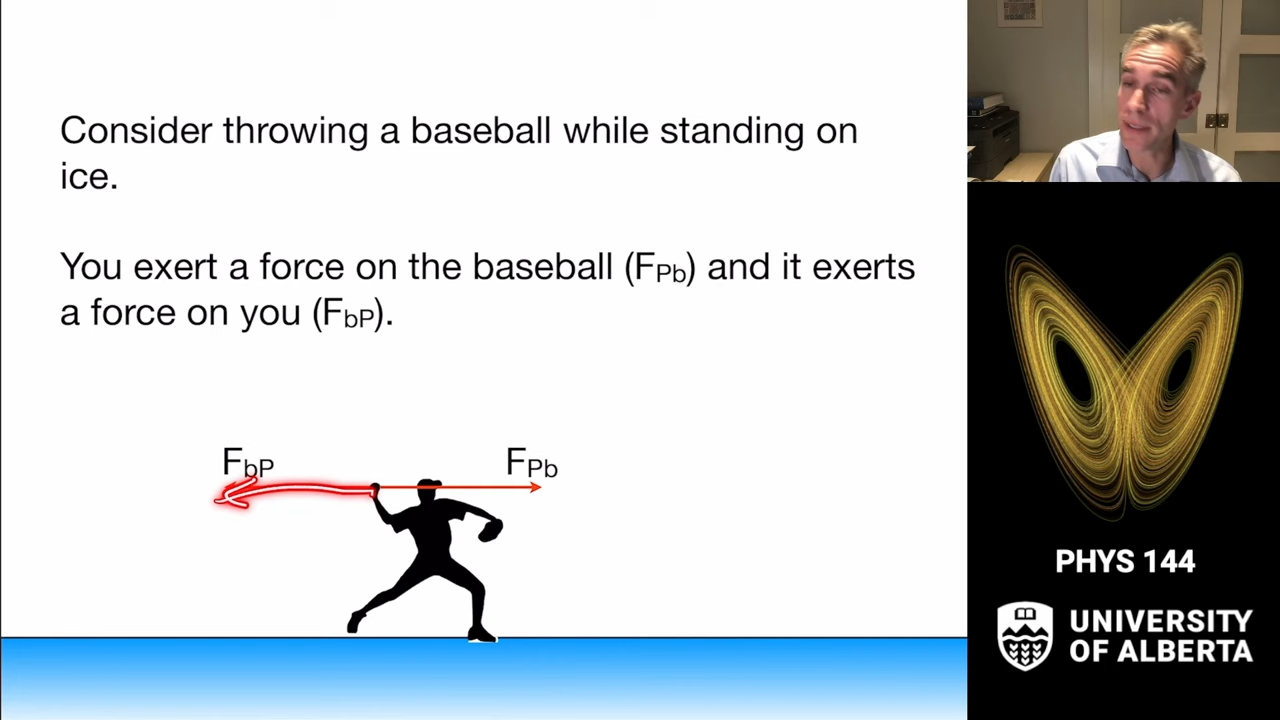 Consider throwing a baseball while standing on
ice.
You exert a force on the baseball (FPb) and it exerts
a force on you (FbP).
FbP
FPb
PHYS 144
UNIVERSITY
OF ALBERTA